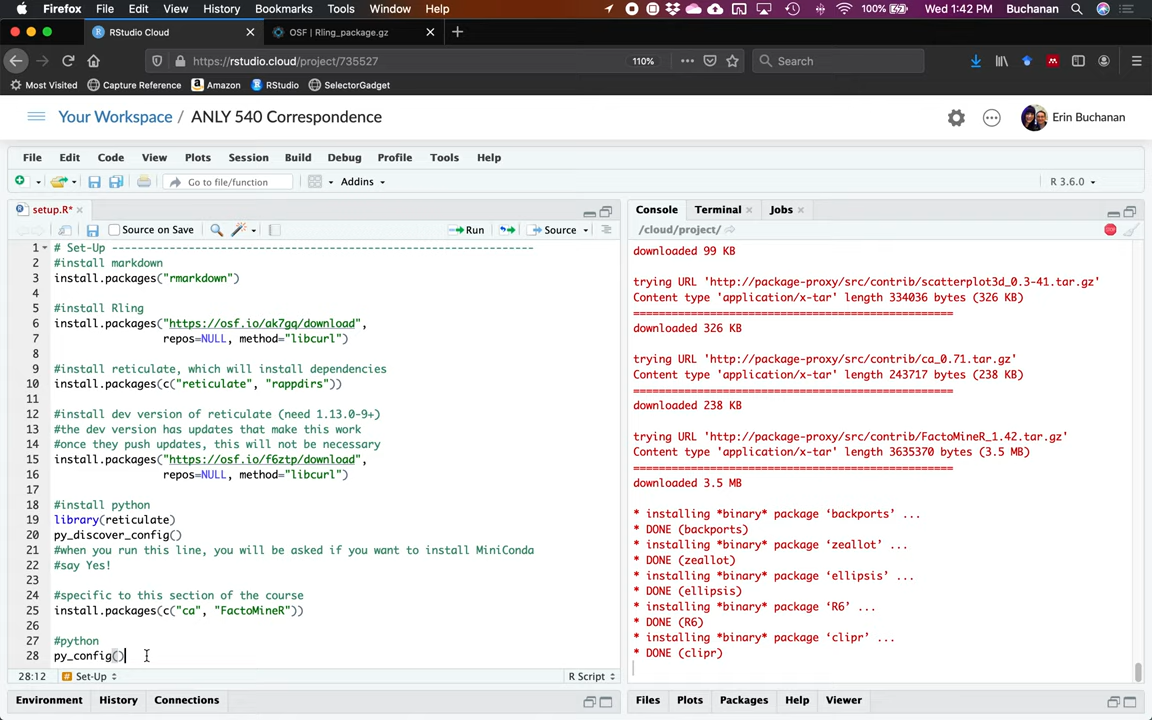 Firefox File Edit View History Bookmarks Tools Window Help 100% Wed 1:42 PM Buchanan
RStudio Cloud × OSF | Rling_package.gz × +
https://rstudio.cloud/project/735527 110% Search
Most Visited Capture Reference Amazon RStudio SelectorGadget
Your Workspace / ANLY 540 Correspondence Erin Buchanan
File Edit Code View Plots Session Build Debug Profile Tools Help
Go to file/function Addins R 3.6.0
setup.R* ×
Source on Save Run Source
1 # Set-Up ------------------------------------------------------------------
2 #install markdown
3 install.packages("rmarkdown")
4
5 #install Rling
6 install.packages("https://osf.io/ak7gq/download",
7 repos=NULL, method="libcurl")
8
9 #install reticulate, which will install dependencies
10 install.packages(c("reticulate", "rappdirs"))
11
12 #install dev version of reticulate (need 1.13.0-9+)
13 #the dev version has updates that make this work
14 #once they push updates, this will not be necessary
15 install.packages("https://osf.io/f6ztp/download",
16 repos=NULL, method="libcurl")
17
18 #install python
19 library(reticulate)
20 py_discover_config()
21 #when you run this line, you will be asked if you want to install MiniConda
22 #say Yes!
23
24 #specific to this section of the course
25 install.packages(c("ca", "FactoMineR"))
26
27 #python
28 py_config()
28:12 # Set-Up R Script
Environment History Connections
Console Terminal × Jobs ×
/cloud/project/
downloaded 99 KB
trying URL 'http://package-proxy/src/contrib/scatterplot3d_0.3-41.tar.gz'
Content type 'application/x-tar' length 334036 bytes (326 KB)
==================================================
downloaded 326 KB
trying URL 'http://package-proxy/src/contrib/ca_0.71.tar.gz'
Content type 'application/x-tar' length 243717 bytes (238 KB)
==================================================
downloaded 238 KB
trying URL 'http://package-proxy/src/contrib/FactoMineR_1.42.tar.gz'
Content type 'application/x-tar' length 3635370 bytes (3.5 MB)
==================================================
downloaded 3.5 MB
* installing *binary* package ‘backports’ ...
* DONE (backports)
* installing *binary* package ‘zeallot’ ...
* DONE (zeallot)
* installing *binary* package ‘ellipsis’ ...
* DONE (ellipsis)
* installing *binary* package ‘R6’ ...
* DONE (R6)
* installing *binary* package ‘clipr’ ...
* DONE (clipr)
Files Plots Packages Help Viewer